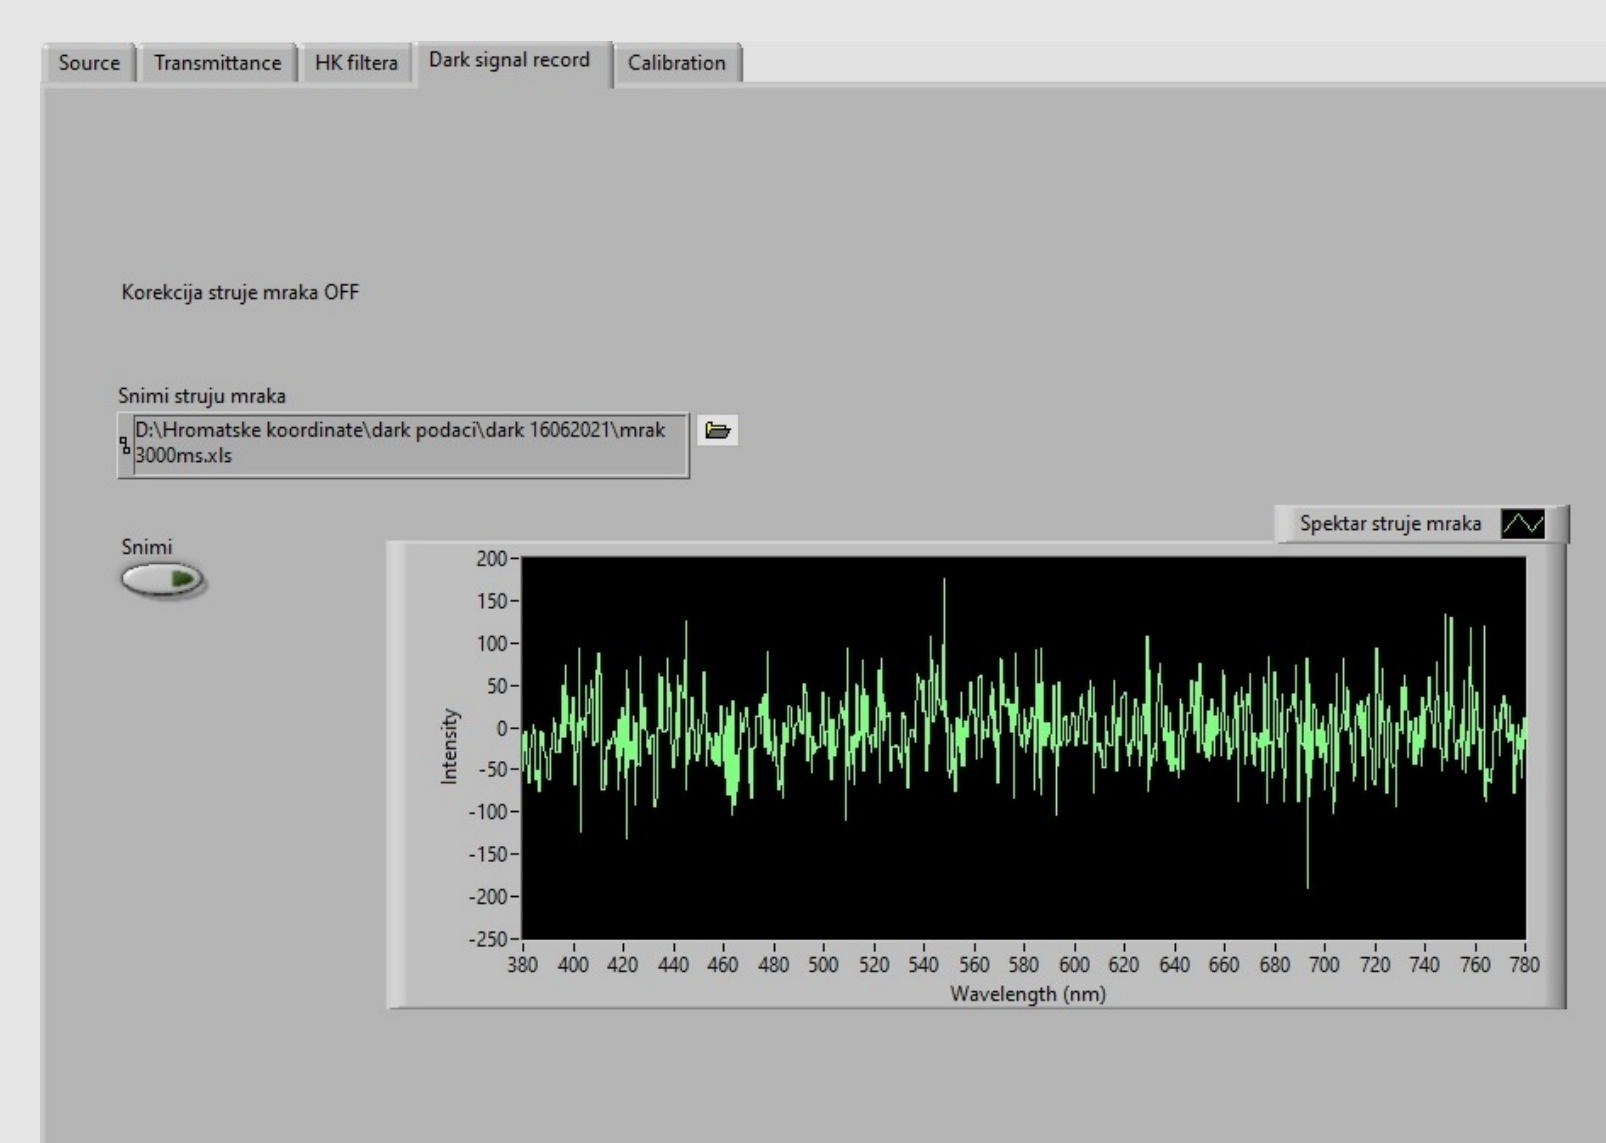 Source Transmittance HK filtera Dark signal record Calibration
Korekcija struje mraka OFF
Snimi struju mraka
D:\Hromatske koordinate\dark podaci\dark 16062021\mrak
3000ms.xls
Snimi
Spektar struje mraka
200
150
100
50
0
-50
-100
-150
-200
-250
Intensity
380 400 420 440 460 480 500 520 540 560 580 600 620 640 660 680 700 720 740 760 780
Wavelength (nm)